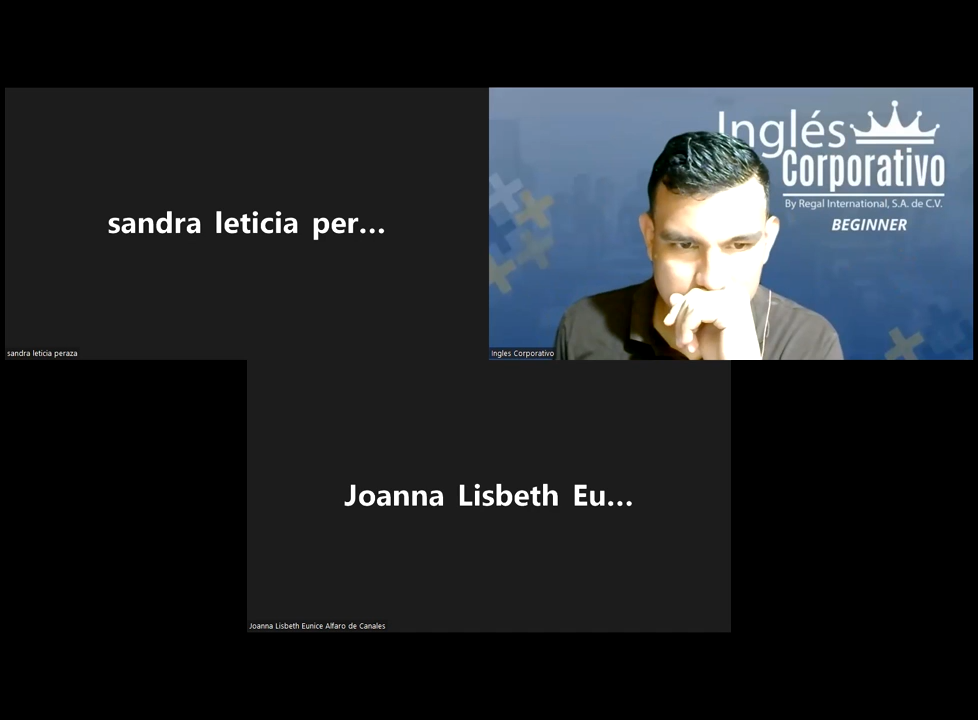 sandra leticia per...
sandra leticia peraza
Inglés
Corporativo
By Regal International, S.A. de C.V.
BEGINNER
Ingles Corporativo
Joanna Lisbeth Eu...
Joanna Lisbeth Eunice Alfaro de Canales